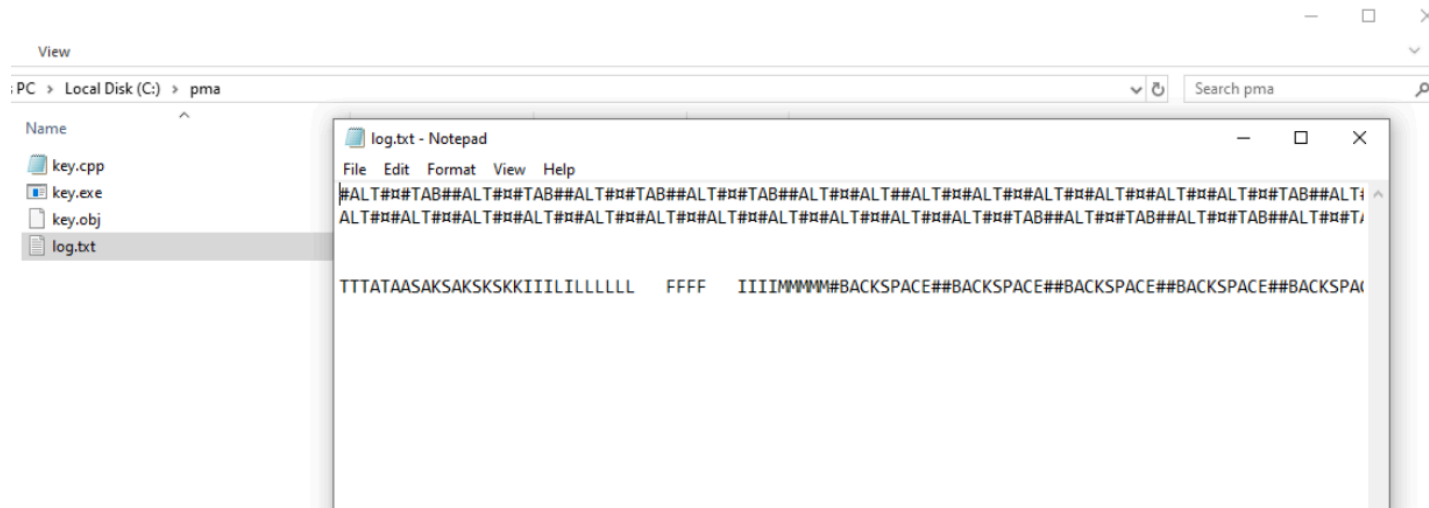 View
PC > Local Disk (C:) > pma
Search pma
Name
key.cpp
key.exe
key.obj
log.txt
log.txt - Notepad
File Edit Format View Help
#ALT#¤#TAB##ALT#¤#TAB##ALT#¤#TAB##ALT#¤#TAB##ALT#¤#ALT##ALT#¤#ALT#¤#ALT#¤#ALT#¤#ALT#¤#ALT#¤#TAB##ALT#
ALT#¤#ALT#¤#ALT#¤#ALT#¤#ALT#¤#ALT#¤#ALT#¤#ALT#¤#ALT#¤#ALT#¤#ALT#¤#TAB##ALT#¤#TAB##ALT#¤#TAB##ALT#¤#TA
TTTATAASAKSAKSKSKKIIILILLLLLL FFFF IIIIMMMMM#BACKSPACE##BACKSPACE##BACKSPACE##BACKSPACE##BACKSPAC